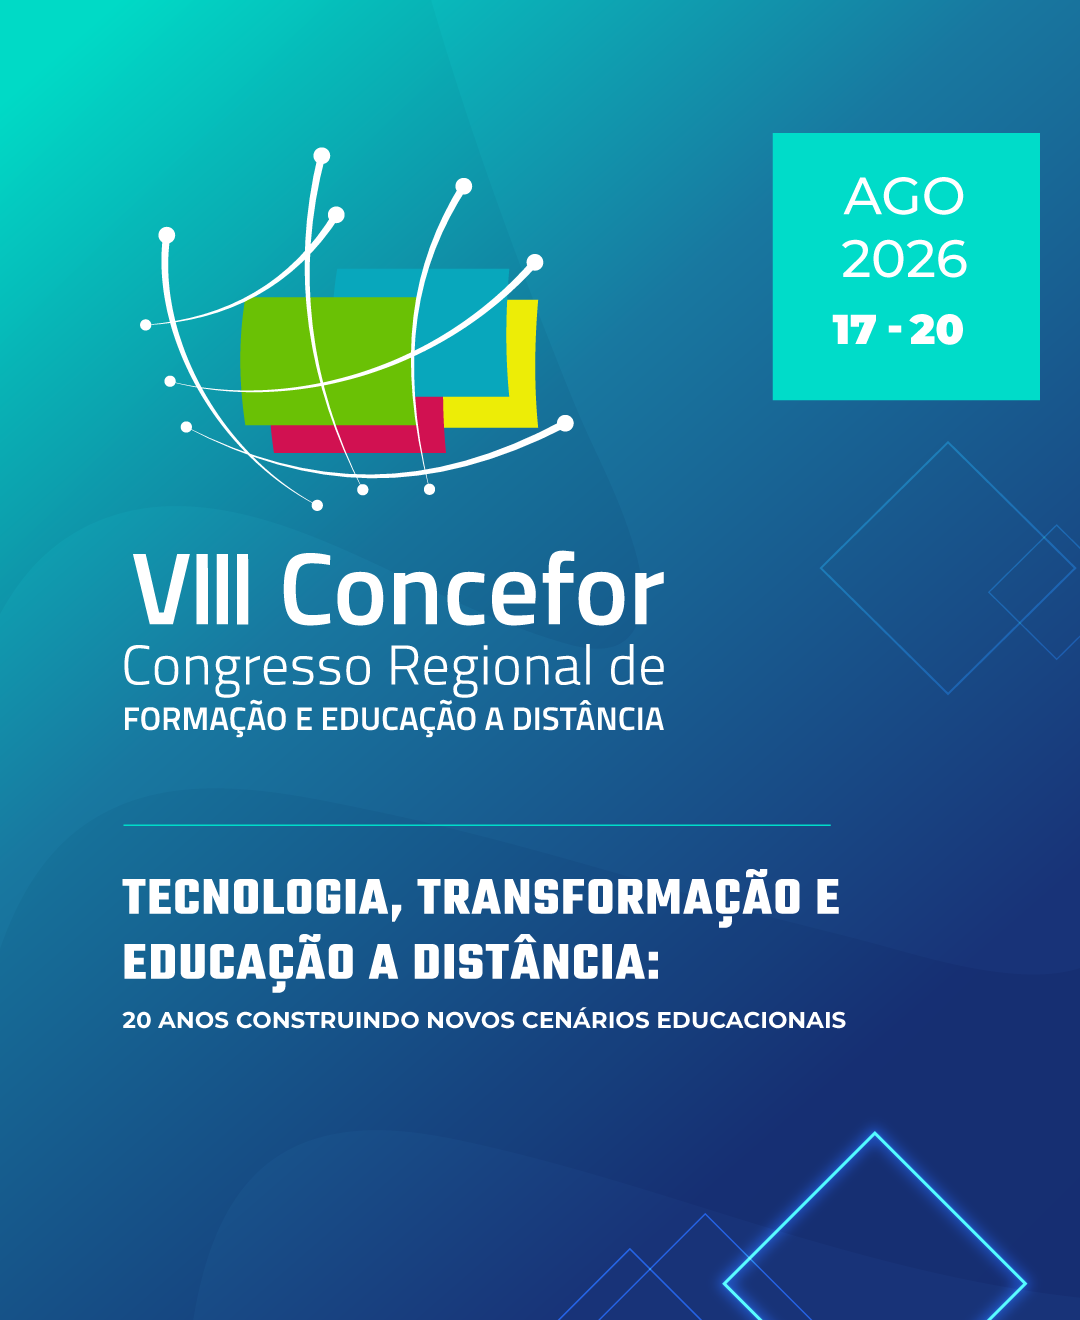 AGO
2026
17 - 20
VIII Concefor
Congresso Regional de
FORMAÇÃO E EDUCAÇÃO A DISTÂNCIA
TECNOLOGIA, TRANSFORMAÇÃO E
EDUCAÇÃO A DISTÂNCIA:
20 ANOS CONSTRUINDO NOVOS CENÁRIOS EDUCACIONAIS